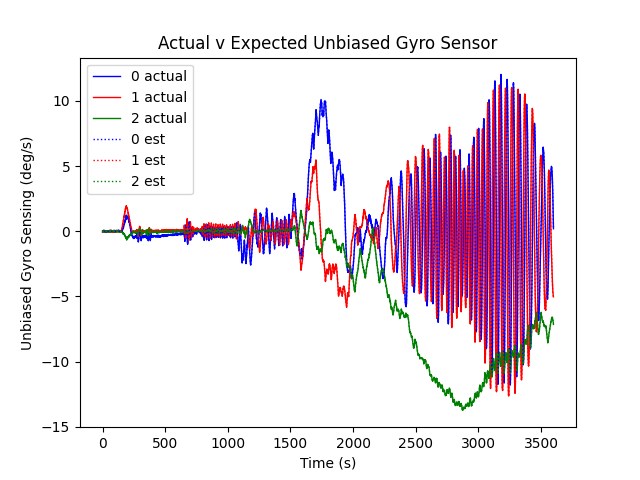 Actual v Expected Unbiased Gyro Sensor
0 actual
1 actual
2 actual
0 est
1 est
2 est
Unbiased Gyro Sensing (deg/s)
10
5
0
−5
−10
−15
0 500 1000 1500 2000 2500 3000 3500
Time (s)